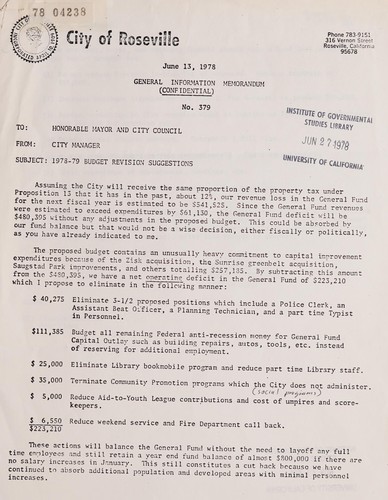 78 04238
City of Roseville
Phone 783-9151
316 Vernon Street
Roseville, California
95678
June 13, 1978
GENERAL INFORMATION MEMORANDUM
(CONFIDENTIAL)
No. 379
INSTITUTE OF GOVERNMENTAL
STUDIES LIBRARY
JUN 27 1979
UNIVERSITY OF CALIFORNIA
TO: HONORABLE MAYOR AND CITY COUNCIL
FROM: CITY MANAGER
SUBJECT: 1978-79 BUDGET REVISION SUGGESTIONS
Assuming the City will receive the same proportion of the property tax under
Proposition 13 that it has in the past, about 12%, our revenue loss in the General Fund
for the next fiscal year is estimated to be $541,525. Since the General Fund revenues
were estimated to exceed expenditures by $61,130, the General Fund deficit will be
$480,395 without any adjustments in the proposed budget. This could be absorbed by
our fund balance but that would not be a wise decision, either fiscally or politically,
as you have already indicated to me.
The proposed budget contains an unusually heavy commitment to capital improvement
expenditures because of the Zisk acquisition, the Sunrise greenbelt acquisition,
Saugstad Park improvements, and others totalling $257,185. By subtracting this amount
from the $480,395, we have a net operating deficit in the General Fund of $223,210
which I propose to eliminate in the following manner:
$ 40,275 Eliminate 3-1/2 proposed positions which include a Police Clerk, an
Assistant Beat Officer, a Planning Technician, and a part time Typist
in Personnel.
$111,385 Budget all remaining Federal anti-recession money for General Fund
Capital Outlay such as building repairs, autos, tools, etc. instead
of reserving for additional employment.
$ 25,000 Eliminate Library bookmobile program and reduce part time Library staff.
$ 35,000 Terminate Community Promotion programs which the City does not administer.
(social programs)
$ 5,000 Reduce Aid-to-Youth League contributions and cost of umpires and score-
keepers.
$ 6,550 Reduce weekend service and Fire Department call back.
$223,210
These actions will balance the General Fund without the need to layoff any full
time employees and still retain a year end fund balance of almost $800,000 if there are
no salary increases in January. This still constitutes a cut back because we have
continued to absorb additional population and developed areas with minimal personnel
increases.